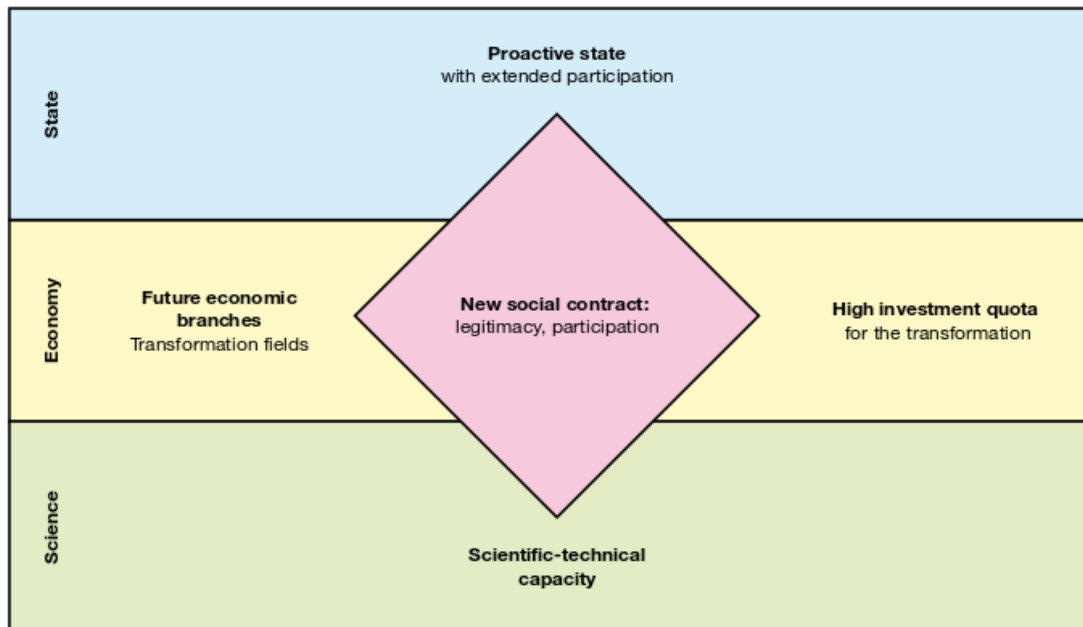 State
Proactive state
with extended participation
Economy
Future economic
branches
Transformation fields
New social contract:
legitimacy, participation
High investment quota
for the transformation
Science
Scientific-technical
capacity